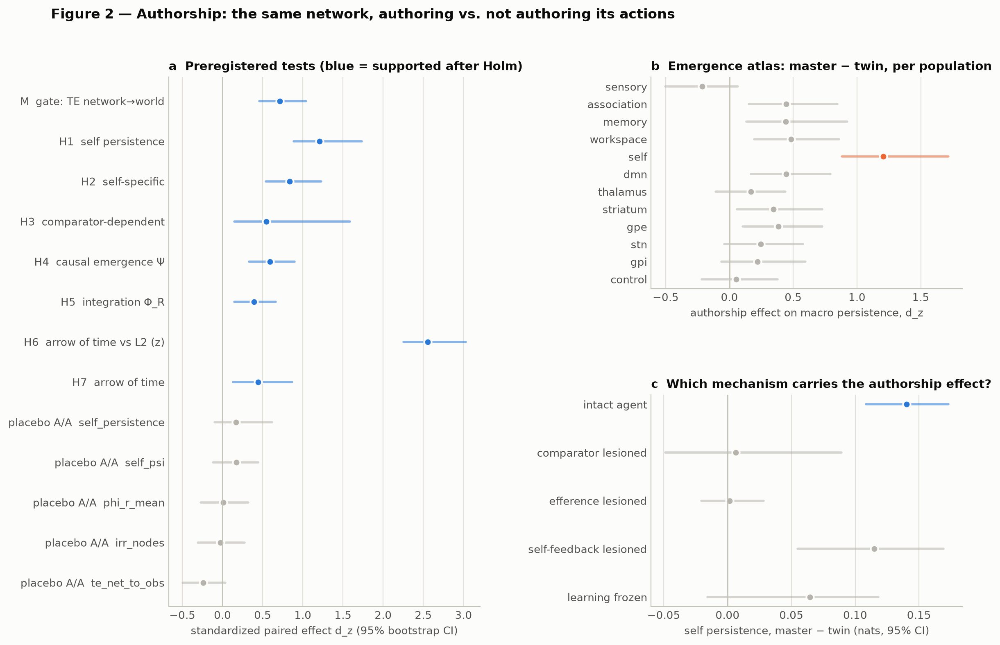 Figure 2 — Authorship: the same network, authoring vs. not authoring its actions
a Preregistered tests (blue = supported after Holm)
M gate: TE network→world
H1 self persistence
H2 self-specific
H3 comparator-dependent
H4 causal emergence Ψ
H5 integration Φ_R
H6 arrow of time vs L2 (z)
H7 arrow of time
placebo A/A self_persistence
placebo A/A self_psi
placebo A/A phi_r_mean
placebo A/A irr_nodes
placebo A/A te_net_to_obs
−0.5 0.0 0.5 1.0 1.5 2.0 2.5 3.0
standardized paired effect d_z (95% bootstrap CI)
b Emergence atlas: master − twin, per population
sensory
association
memory
workspace
self
dmn
thalamus
striatum
gpe
stn
gpi
control
−0.5 0.0 0.5 1.0 1.5
authorship effect on macro persistence, d_z
c Which mechanism carries the authorship effect?
intact agent
comparator lesioned
efference lesioned
self-feedback lesioned
learning frozen
−0.05 0.00 0.05 0.10 0.15
self persistence, master − twin (nats, 95% CI)